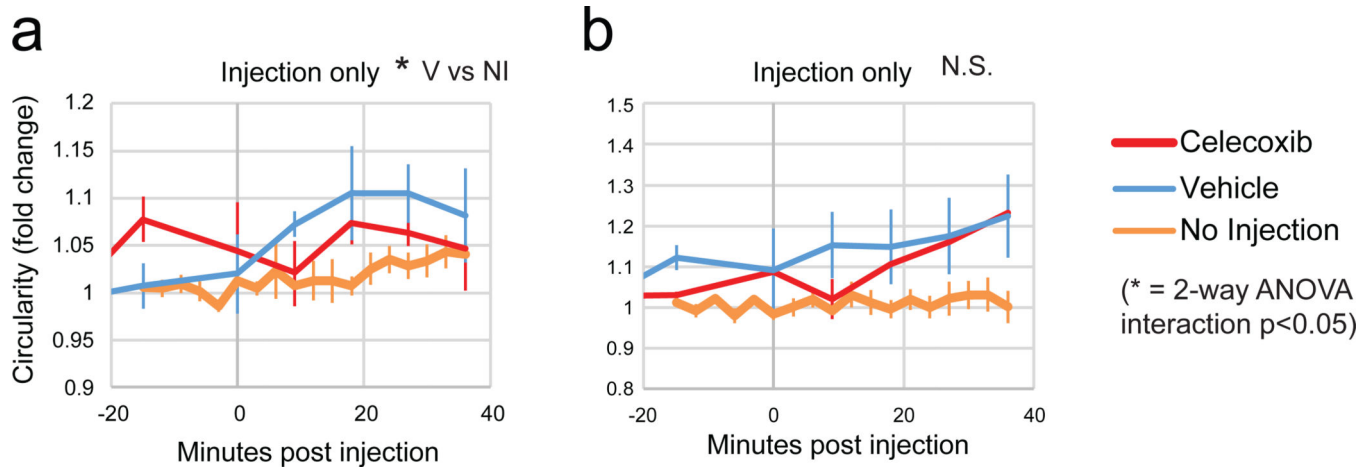 a
Injection only * V vs NI
Circularity (fold change)
1.2
1.15
1.1
1.05
1
0.95
0.9
-20 0 20 40
Minutes post injection
b
Injection only N.S.
1.5
1.4
1.3
1.2
1.1
1
0.9
0.8
-20 0 20 40
Minutes post injection
Celecoxib
Vehicle
No Injection
(* = 2-way ANOVA
interaction p<0.05)